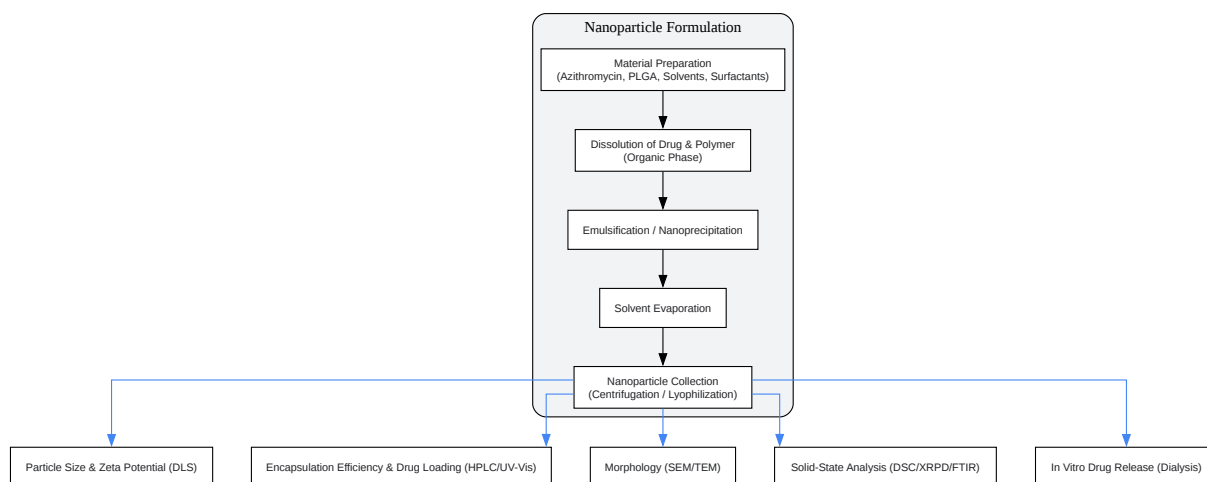 Nanoparticle Formulation
Material Preparation
(Azithromycin, PLGA, Solvents, Surfactants)
Dissolution of Drug & Polymer
(Organic Phase)
Emulsification / Nanoprecipitation
Solvent Evaporation
Nanoparticle Collection
(Centrifugation / Lyophilization)
Particle Size & Zeta Potential (DLS)
Encapsulation Efficiency & Drug Loading (HPLC/UV-Vis)
Morphology (SEM/TEM)
Solid-State Analysis (DSC/XRPD/FTIR)
In Vitro Drug Release (Dialysis)